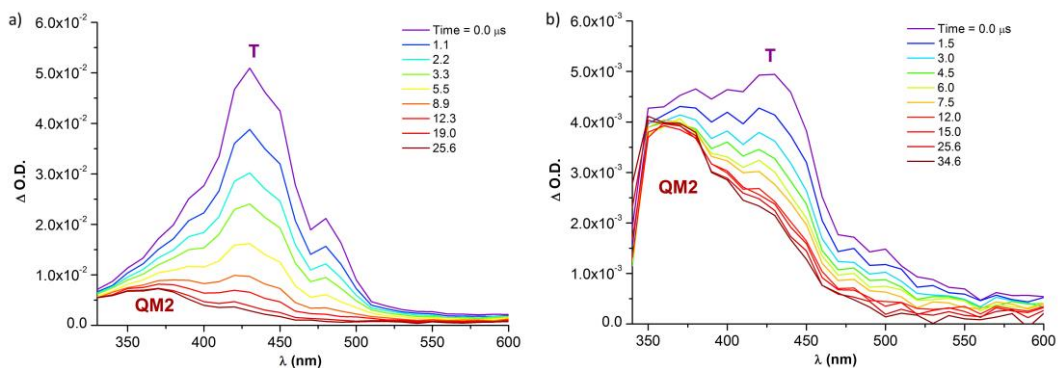 a)
6.0x10⁻²
5.0x10⁻²
4.0x10⁻²
3.0x10⁻²
2.0x10⁻²
1.0x10⁻²
0.0
Δ O.D.
T
QM2
Time = 0.0 μs
1.1
2.2
3.3
5.5
8.9
12.3
19.0
25.6
350 400 450 500 550 600
λ (nm)
b)
6.0x10⁻³
5.0x10⁻³
4.0x10⁻³
3.0x10⁻³
2.0x10⁻³
1.0x10⁻³
0.0
Δ O.D.
T
QM2
Time = 0.0 μs
1.5
3.0
4.5
6.0
7.5
12.0
15.0
25.6
34.6
350 400 450 500 550 600
λ (nm)